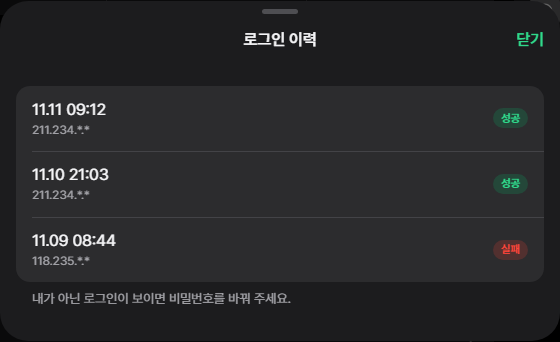 로그인 이력
닫기
11.11 09:12
211.234.*.*
성공
11.10 21:03
211.234.*.*
성공
11.09 08:44
118.235.*.*
실패
내가 아닌 로그인이 보이면 비밀번호를 바꿔 주세요.